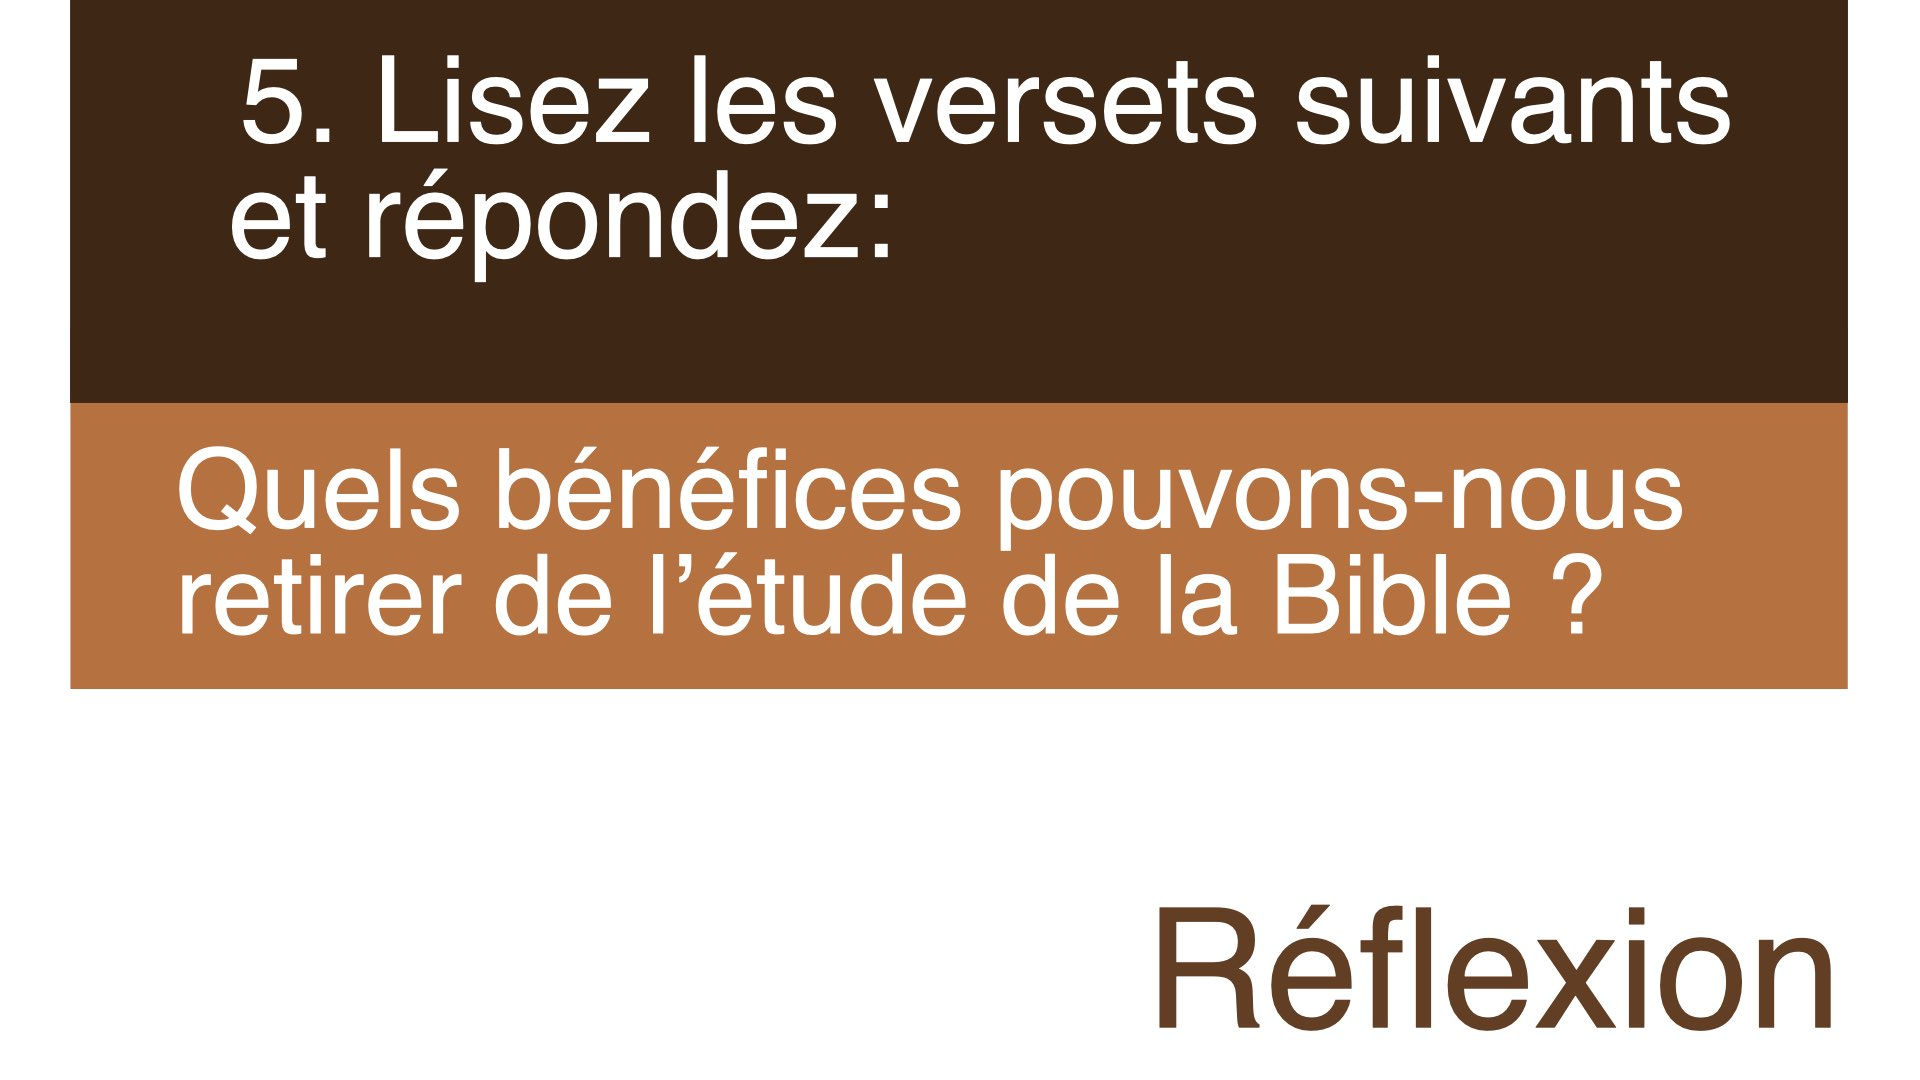 5. Lisez les versets suivants
et répondez:
Quels bénéfices pouvons-nous
retirer de l’étude de la Bible ?
Réflexion